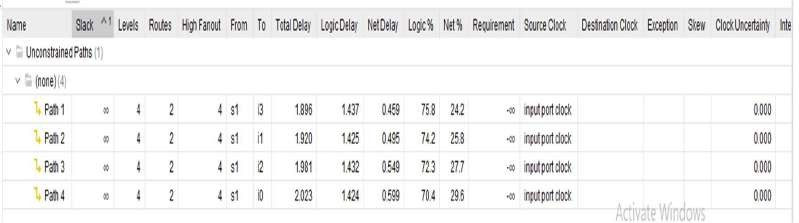 Name Slack ^1 Levels Routes High Fanout From To Total Delay Logic Delay Net Delay Logic % Net % Requirement Source Clock Destination Clock Exception Skew Clock Uncertainty Inte
Unconstrained Paths (1)
(none) (4)
Path 1 ∞ 4 2 4 s1 i3 1.896 1.437 0.459 75.8 24.2 -∞ input port clock 0.000
Path 2 ∞ 4 2 4 s1 i1 1.920 1.425 0.495 74.2 25.8 -∞ input port clock 0.000
Path 3 ∞ 4 2 4 s1 i2 1.981 1.432 0.549 72.3 27.7 -∞ input port clock 0.000
Path 4 ∞ 4 2 4 s1 i0 2.023 1.424 0.599 70.4 29.6 -∞ input port clock 0.000
Activate Windows